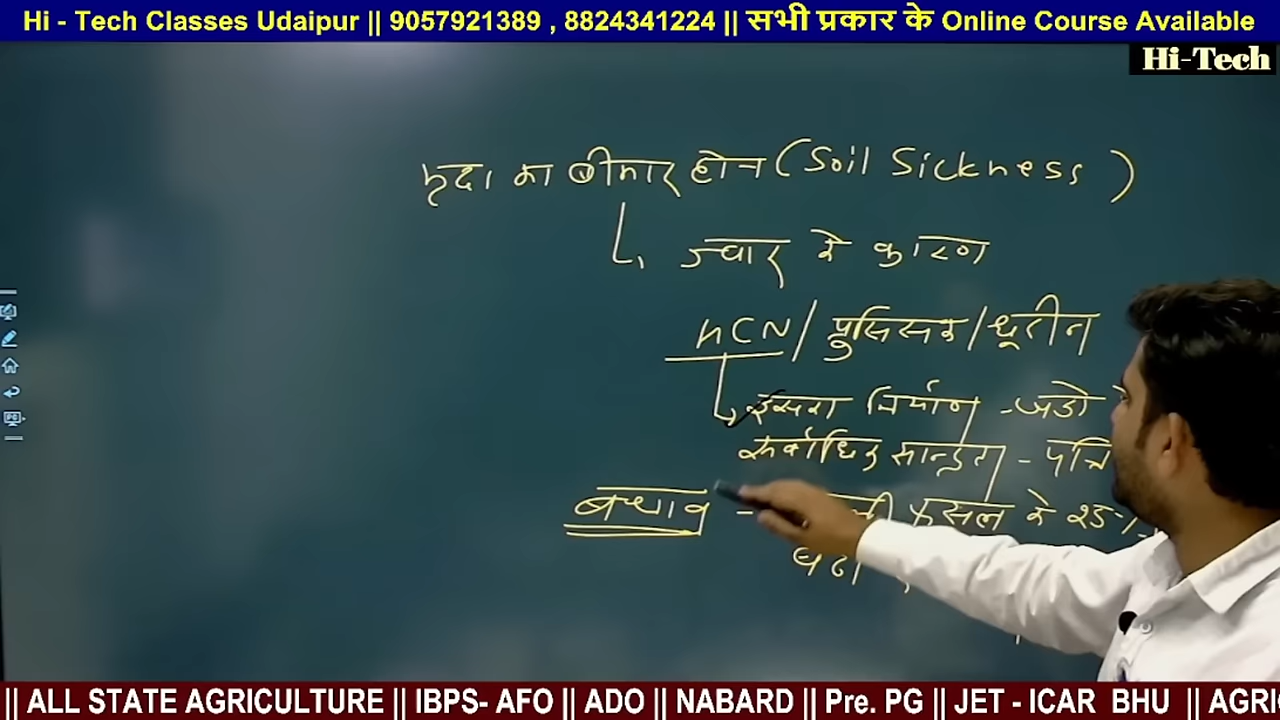 Hi - Tech Classes Udaipur || 9057921389 , 8824341224 || सभी प्रकार के Online Course Available
Hi-Tech
मृदा का बीमार होना (Soil Sickness)
ज्वार के कारण
HCN/ प्रुसिसक/धूरीन
इसका निर्माण - जडो
सर्वाधिक सान्द्रता - पत्ति
बचाव - फसल के 25%
घटा
|| ALL STATE AGRICULTURE || IBPS- AFO || ADO || NABARD || Pre. PG || JET - ICAR BHU || AGRI